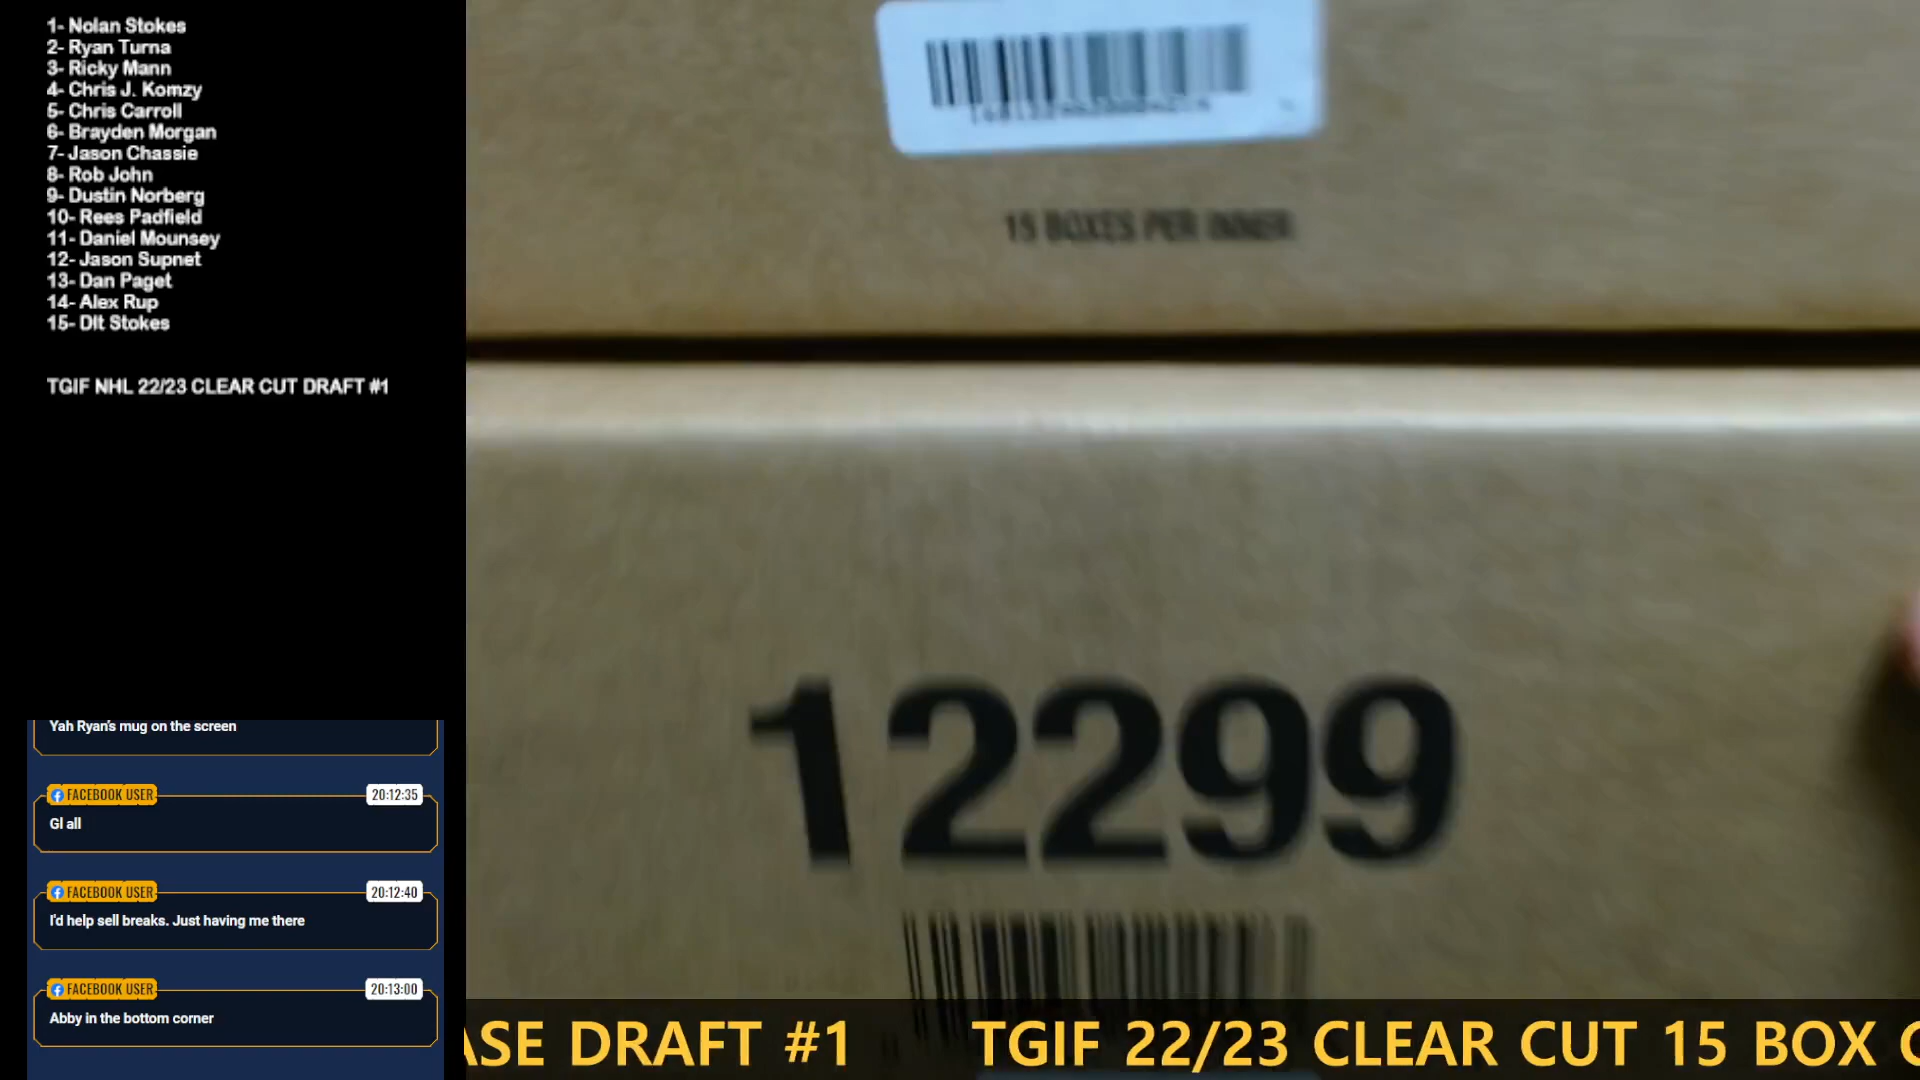 1- Nolan Stokes
2- Ryan Turna
3- Ricky Mann
4- Chris J. Komzy
5- Chris Carroll
6- Brayden Morgan
7- Jason Chassie
8- Rob John
9- Dustin Norberg
10- Rees Padfield
11- Daniel Mounsey
12- Jason Supnet
13- Dan Paget
14- Alex Rup
15- Dlt Stokes
TGIF NHL 22/23 CLEAR CUT DRAFT #1
Yah Ryan's mug on the screen
FACEBOOK USER 20:12:35
Gl all
FACEBOOK USER 20:12:40
I'd help sell breaks. Just having me there
FACEBOOK USER 20:13:00
Abby in the bottom corner
15 BOXES PER INNER
12299
ASE DRAFT #1 TGIF 22/23 CLEAR CUT 15 BOX